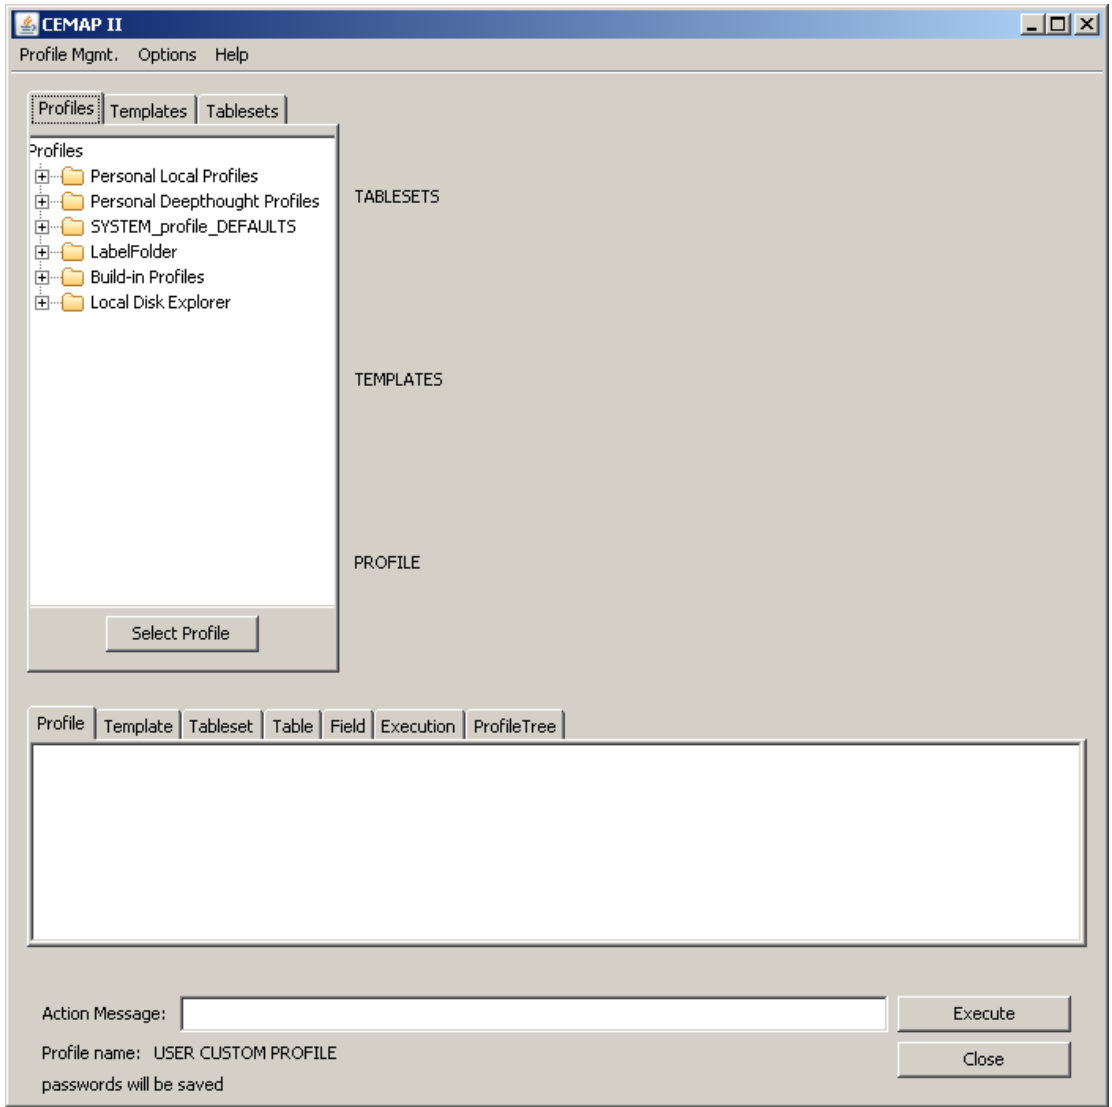 CEMAP II
Profile Mgmt. Options Help
Profiles Templates Tablesets
Profiles
Personal Local Profiles
Personal Deepthought Profiles
SYSTEM_profile_DEFAULTS
LabelFolder
Build-in Profiles
Local Disk Explorer
TABLESETS
TEMPLATES
PROFILE
Select Profile
Profile Template Tableset Table Field Execution ProfileTree
Action Message: Execute
Profile name: USER CUSTOM PROFILE
Close
passwords will be saved